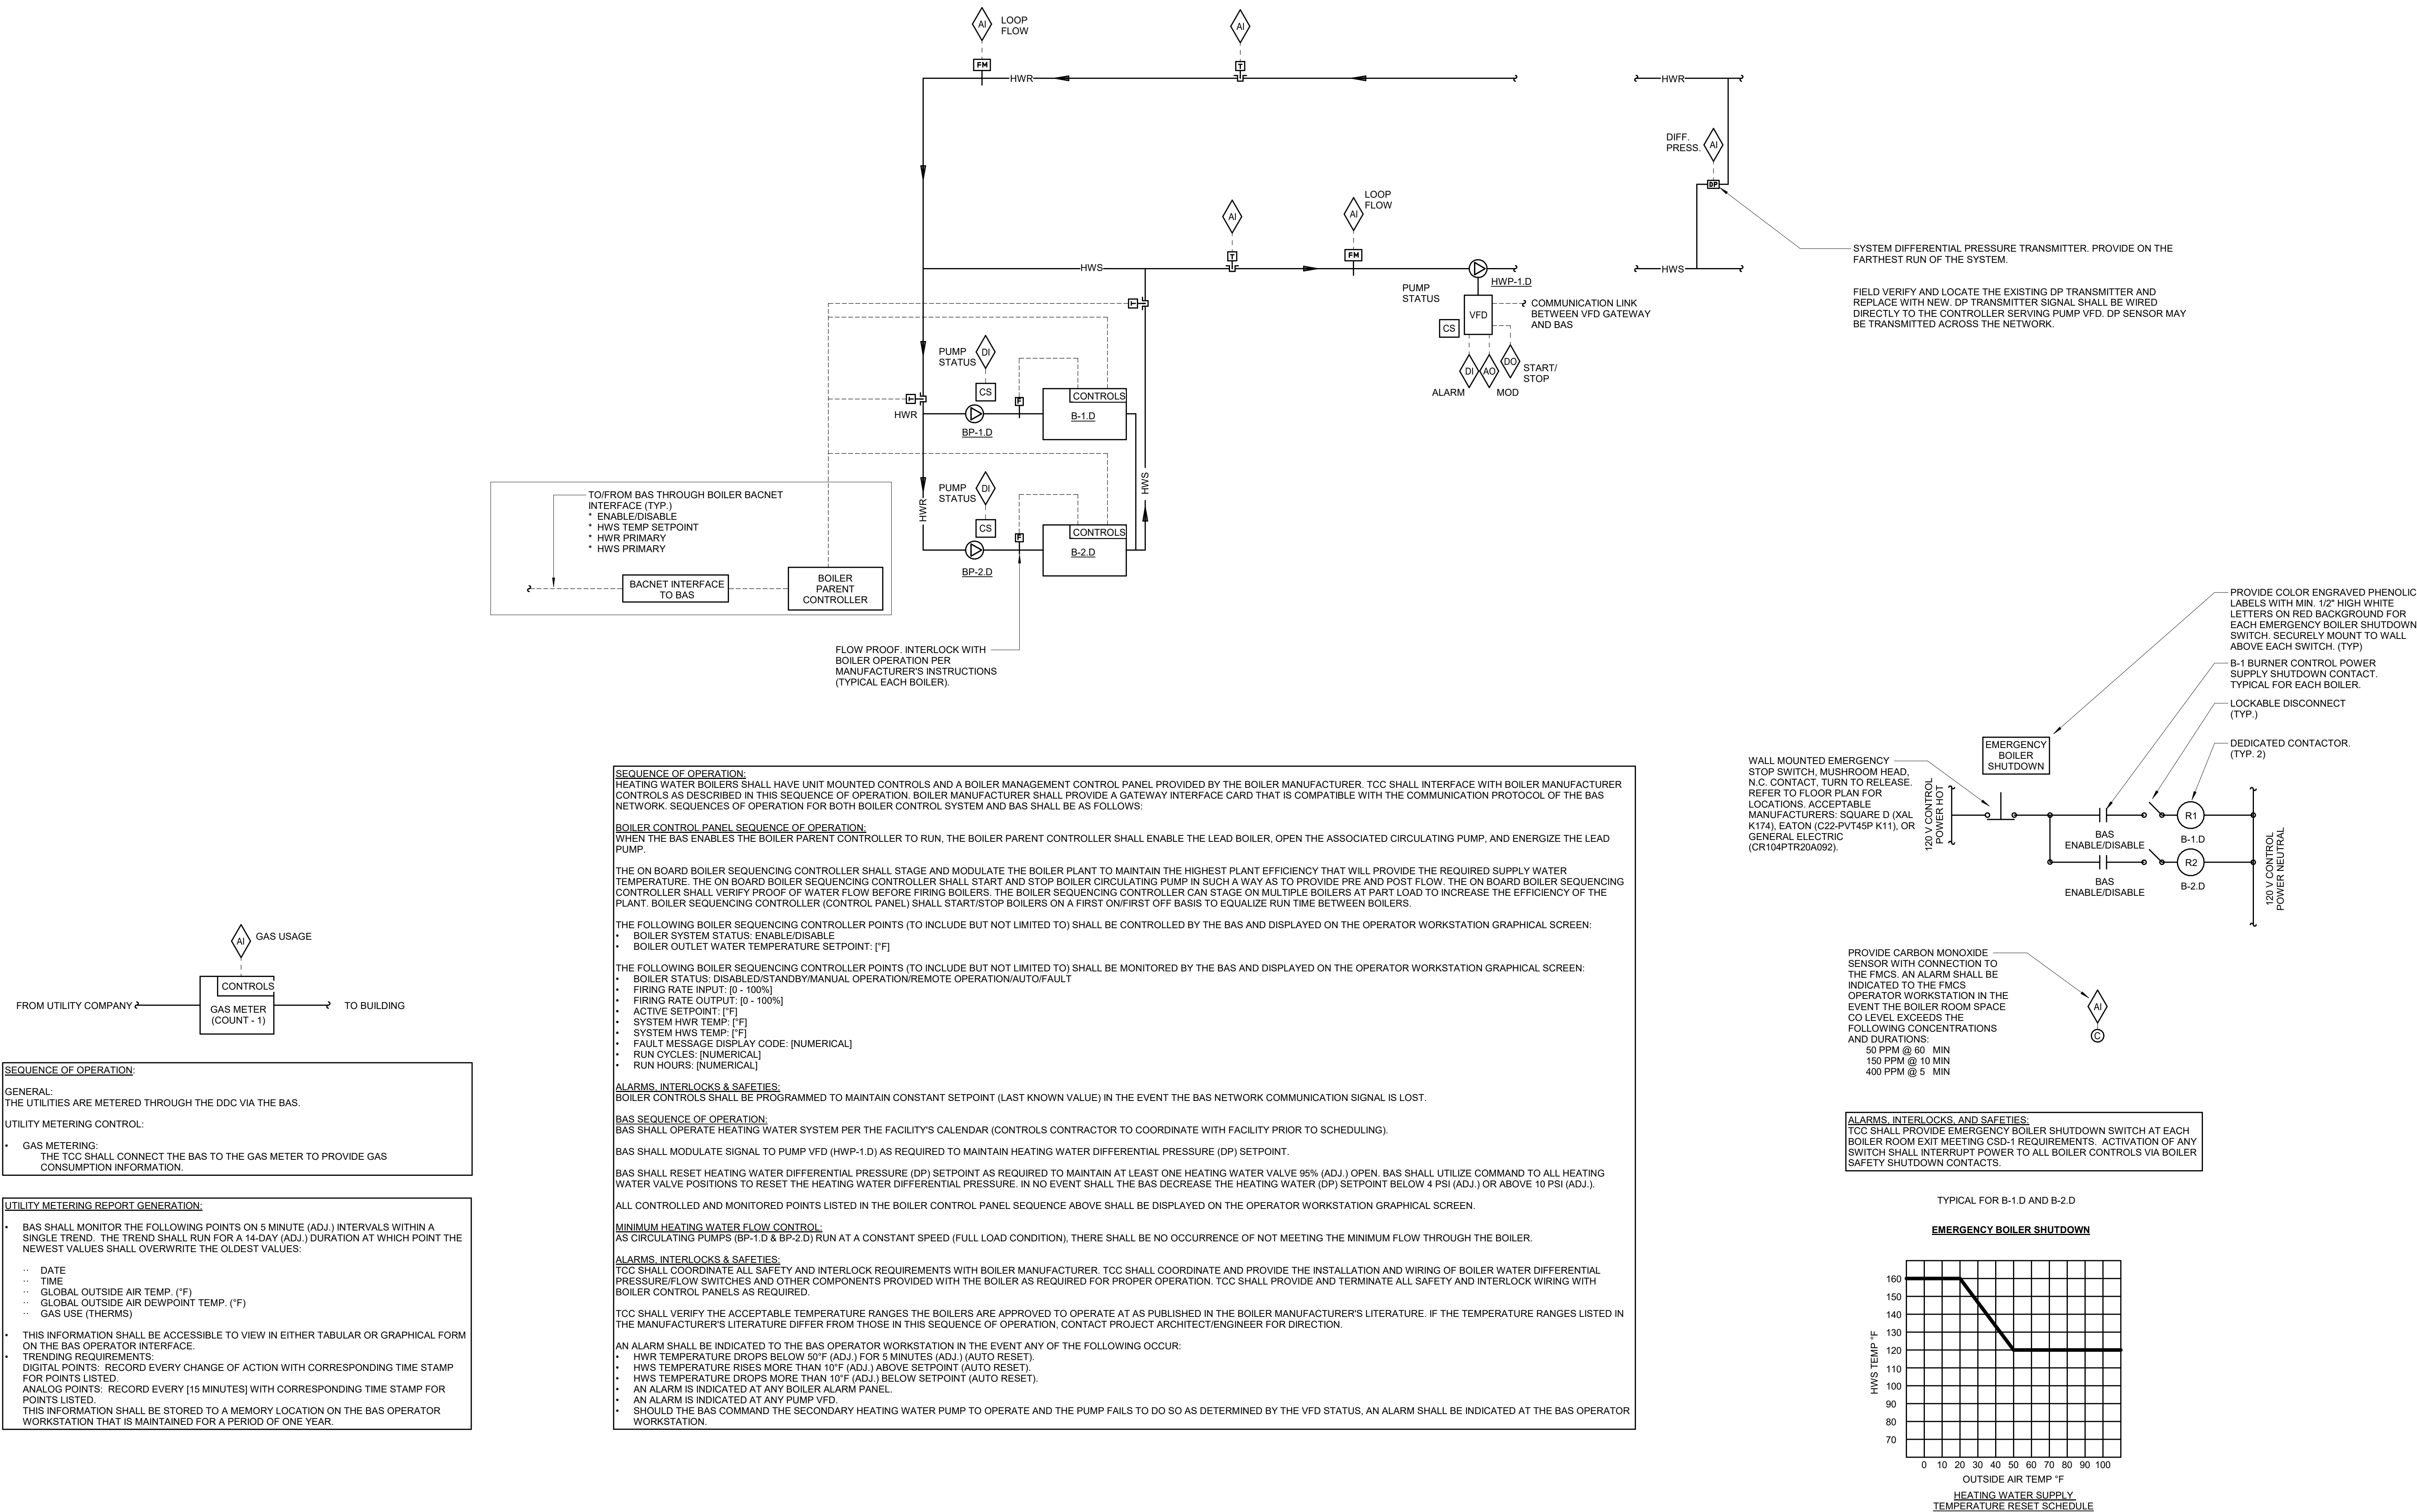 AI
LOOP
FLOW
FM
HWR
AI
T
HWR
DIFF.
PRESS.
AI
DP
SYSTEM DIFFERENTIAL PRESSURE TRANSMITTER. PROVIDE ON THE
FARTHEST RUN OF THE SYSTEM.
FIELD VERIFY AND LOCATE THE EXISTING DP TRANSMITTER AND
REPLACE WITH NEW. DP TRANSMITTER SIGNAL SHALL BE WIRED
DIRECTLY TO THE CONTROLLER SERVING PUMP VFD. DP SENSOR MAY
BE TRANSMITTED ACROSS THE NETWORK.
AI
T
AI
LOOP
FLOW
FM
HWS
HWS
HWP-1.D
PUMP
STATUS
CS
VFD
COMMUNICATION LINK
BETWEEN VFD GATEWAY
AND BAS
DI
AO
DO
START/
STOP
ALARM
MOD
T
PUMP
STATUS
DI
CS
T
HWR
F
BP-1.D
CONTROLS
B-1.D
PUMP
STATUS
DI
CS
HWR
F
BP-2.D
CONTROLS
B-2.D
HWS
TO/FROM BAS THROUGH BOILER BACNET
INTERFACE (TYP.)
* ENABLE/DISABLE
* HWS TEMP SETPOINT
* HWR PRIMARY
* HWS PRIMARY
BACNET INTERFACE
TO BAS
BOILER
PARENT
CONTROLLER
FLOW PROOF. INTERLOCK WITH
BOILER OPERATION PER
MANUFACTURER'S INSTRUCTIONS
(TYPICAL EACH BOILER).
PROVIDE COLOR ENGRAVED PHENOLIC
LABELS WITH MIN. 1/2" HIGH WHITE
LETTERS ON RED BACKGROUND FOR
EACH EMERGENCY BOILER SHUTDOWN
SWITCH. SECURELY MOUNT TO WALL
ABOVE EACH SWITCH. (TYP)
B-1 BURNER CONTROL POWER
SUPPLY SHUTDOWN CONTACT.
TYPICAL FOR EACH BOILER.
LOCKABLE DISCONNECT
(TYP.)
DEDICATED CONTACTOR.
(TYP. 2)
EMERGENCY
BOILER
SHUTDOWN
WALL MOUNTED EMERGENCY
STOP SWITCH, MUSHROOM HEAD,
N.C. CONTACT, TURN TO RELEASE.
REFER TO FLOOR PLAN FOR
LOCATIONS. ACCEPTABLE
MANUFACTURERS: SQUARE D (XAL
K174), EATON (C22-PVT45P K11), OR
GENERAL ELECTRIC
(CR104PTR20A092).
120 V CONTROL
POWER HOT
BAS
ENABLE/DISABLE
R1
B-1.D
BAS
ENABLE/DISABLE
R2
B-2.D
120 V CONTROL
POWER NEUTRAL
PROVIDE CARBON MONOXIDE
SENSOR WITH CONNECTION TO
THE FMCS. AN ALARM SHALL BE
INDICATED TO THE FMCS
OPERATOR WORKSTATION IN THE
EVENT THE BOILER ROOM SPACE
CO LEVEL EXCEEDS THE
FOLLOWING CONCENTRATIONS
AND DURATIONS:
50 PPM @ 60 MIN
150 PPM @ 10 MIN
400 PPM @ 5 MIN
AI
C
ALARMS, INTERLOCKS, AND SAFETIES:
TCC SHALL PROVIDE EMERGENCY BOILER SHUTDOWN SWITCH AT EACH
BOILER ROOM EXIT MEETING CSD-1 REQUIREMENTS. ACTIVATION OF ANY
SWITCH SHALL INTERRUPT POWER TO ALL BOILER CONTROLS VIA BOILER
SAFETY SHUTDOWN CONTACTS.
TYPICAL FOR B-1.D AND B-2.D
EMERGENCY BOILER SHUTDOWN
HWS TEMP °F
160
150
140
130
120
110
100
90
80
70
0 10 20 30 40 50 60 70 80 90 100
OUTSIDE AIR TEMP °F
HEATING WATER SUPPLY
TEMPERATURE RESET SCHEDULE
SEQUENCE OF OPERATION:
HEATING WATER BOILERS SHALL HAVE UNIT MOUNTED CONTROLS AND A BOILER MANAGEMENT CONTROL PANEL PROVIDED BY THE BOILER MANUFACTURER. TCC SHALL INTERFACE WITH BOILER MANUFACTURER
CONTROLS AS DESCRIBED IN THIS SEQUENCE OF OPERATION. BOILER MANUFACTURER SHALL PROVIDE A GATEWAY INTERFACE CARD THAT IS COMPATIBLE WITH THE COMMUNICATION PROTOCOL OF THE BAS
NETWORK. SEQUENCES OF OPERATION FOR BOTH BOILER CONTROL SYSTEM AND BAS SHALL BE AS FOLLOWS:
BOILER CONTROL PANEL SEQUENCE OF OPERATION:
WHEN THE BAS ENABLES THE BOILER PARENT CONTROLLER TO RUN, THE BOILER PARENT CONTROLLER SHALL ENABLE THE LEAD BOILER, OPEN THE ASSOCIATED CIRCULATING PUMP, AND ENERGIZE THE LEAD
PUMP.
THE ON BOARD BOILER SEQUENCING CONTROLLER SHALL STAGE AND MODULATE THE BOILER PLANT TO MAINTAIN THE HIGHEST PLANT EFFICIENCY THAT WILL PROVIDE THE REQUIRED SUPPLY WATER
TEMPERATURE. THE ON BOARD BOILER SEQUENCING CONTROLLER SHALL START AND STOP BOILER CIRCULATING PUMP IN SUCH A WAY AS TO PROVIDE PRE AND POST FLOW. THE ON BOARD BOILER SEQUENCING
CONTROLLER SHALL VERIFY PROOF OF WATER FLOW BEFORE FIRING BOILERS. THE BOILER SEQUENCING CONTROLLER CAN STAGE ON MULTIPLE BOILERS AT PART LOAD TO INCREASE THE EFFICIENCY OF THE
PLANT. BOILER SEQUENCING CONTROLLER (CONTROL PANEL) SHALL START/STOP BOILERS ON A FIRST ON/FIRST OFF BASIS TO EQUALIZE RUN TIME BETWEEN BOILERS.
THE FOLLOWING BOILER SEQUENCING CONTROLLER POINTS (TO INCLUDE BUT NOT LIMITED TO) SHALL BE CONTROLLED BY THE BAS AND DISPLAYED ON THE OPERATOR WORKSTATION GRAPHICAL SCREEN:
• BOILER SYSTEM STATUS: ENABLE/DISABLE
• BOILER OUTLET WATER TEMPERATURE SETPOINT: [°F]
THE FOLLOWING BOILER SEQUENCING CONTROLLER POINTS (TO INCLUDE BUT NOT LIMITED TO) SHALL BE MONITORED BY THE BAS AND DISPLAYED ON THE OPERATOR WORKSTATION GRAPHICAL SCREEN:
• BOILER STATUS: DISABLED/STANDBY/MANUAL OPERATION/REMOTE OPERATION/AUTO/FAULT
• FIRING RATE INPUT: [0 - 100%]
• FIRING RATE OUTPUT: [0 - 100%]
• ACTIVE SETPOINT: [°F]
• SYSTEM HWR TEMP: [°F]
• SYSTEM HWS TEMP: [°F]
• FAULT MESSAGE DISPLAY CODE: [NUMERICAL]
• RUN CYCLES: [NUMERICAL]
• RUN HOURS: [NUMERICAL]
ALARMS, INTERLOCKS & SAFETIES:
BOILER CONTROLS SHALL BE PROGRAMMED TO MAINTAIN CONSTANT SETPOINT (LAST KNOWN VALUE) IN THE EVENT THE BAS NETWORK COMMUNICATION SIGNAL IS LOST.
BAS SEQUENCE OF OPERATION:
BAS SHALL OPERATE HEATING WATER SYSTEM PER THE FACILITY'S CALENDAR (CONTROLS CONTRACTOR TO COORDINATE WITH FACILITY PRIOR TO SCHEDULING).
BAS SHALL MODULATE SIGNAL TO PUMP VFD (HWP-1.D) AS REQUIRED TO MAINTAIN HEATING WATER DIFFERENTIAL PRESSURE (DP) SETPOINT.
BAS SHALL RESET HEATING WATER DIFFERENTIAL PRESSURE (DP) SETPOINT AS REQUIRED TO MAINTAIN AT LEAST ONE HEATING WATER VALVE 95% (ADJ.) OPEN. BAS SHALL UTILIZE COMMAND TO ALL HEATING
WATER VALVE POSITIONS TO RESET THE HEATING WATER DIFFERENTIAL PRESSURE. IN NO EVENT SHALL THE BAS DECREASE THE HEATING WATER (DP) SETPOINT BELOW 4 PSI (ADJ.) OR ABOVE 10 PSI (ADJ.).
ALL CONTROLLED AND MONITORED POINTS LISTED IN THE BOILER CONTROL PANEL SEQUENCE ABOVE SHALL BE DISPLAYED ON THE OPERATOR WORKSTATION GRAPHICAL SCREEN.
MINIMUM HEATING WATER FLOW CONTROL:
AS CIRCULATING PUMPS (BP-1.D & BP-2.D) RUN AT A CONSTANT SPEED (FULL LOAD CONDITION), THERE SHALL BE NO OCCURRENCE OF NOT MEETING THE MINIMUM FLOW THROUGH THE BOILER.
ALARMS, INTERLOCKS & SAFETIES:
TCC SHALL COORDINATE ALL SAFETY AND INTERLOCK REQUIREMENTS WITH BOILER MANUFACTURER. TCC SHALL COORDINATE AND PROVIDE THE INSTALLATION AND WIRING OF BOILER WATER DIFFERENTIAL
PRESSURE/FLOW SWITCHES AND OTHER COMPONENTS PROVIDED WITH THE BOILER AS REQUIRED FOR PROPER OPERATION. TCC SHALL PROVIDE AND TERMINATE ALL SAFETY AND INTERLOCK WIRING WITH
BOILER CONTROL PANELS AS REQUIRED.
TCC SHALL VERIFY THE ACCEPTABLE TEMPERATURE RANGES THE BOILERS ARE APPROVED TO OPERATE AT AS PUBLISHED IN THE BOILER MANUFACTURER'S LITERATURE. IF THE TEMPERATURE RANGES LISTED IN
THE MANUFACTURER'S LITERATURE DIFFER FROM THOSE IN THIS SEQUENCE OF OPERATION, CONTACT PROJECT ARCHITECT/ENGINEER FOR DIRECTION.
AN ALARM SHALL BE INDICATED TO THE BAS OPERATOR WORKSTATION IN THE EVENT ANY OF THE FOLLOWING OCCUR:
• HWR TEMPERATURE DROPS BELOW 50°F (ADJ.) FOR 5 MINUTES (ADJ.) (AUTO RESET).
• HWS TEMPERATURE RISES MORE THAN 10°F (ADJ.) ABOVE SETPOINT (AUTO RESET).
• HWS TEMPERATURE DROPS MORE THAN 10°F (ADJ.) BELOW SETPOINT (AUTO RESET).
• AN ALARM IS INDICATED AT ANY BOILER ALARM PANEL.
• AN ALARM IS INDICATED AT ANY PUMP VFD.
• SHOULD THE BAS COMMAND THE SECONDARY HEATING WATER PUMP TO OPERATE AND THE PUMP FAILS TO DO SO AS DETERMINED BY THE VFD STATUS, AN ALARM SHALL BE INDICATED AT THE BAS OPERATOR
WORKSTATION.
AI
GAS USAGE
FROM UTILITY COMPANY
CONTROLS
GAS METER
(COUNT - 1)
TO BUILDING
SEQUENCE OF OPERATION:
GENERAL:
THE UTILITIES ARE METERED THROUGH THE DDC VIA THE BAS.
UTILITY METERING CONTROL:
• GAS METERING:
THE TCC SHALL CONNECT THE BAS TO THE GAS METER TO PROVIDE GAS
CONSUMPTION INFORMATION.
UTILITY METERING REPORT GENERATION:
• BAS SHALL MONITOR THE FOLLOWING POINTS ON 5 MINUTE (ADJ.) INTERVALS WITHIN A
SINGLE TREND. THE TREND SHALL RUN FOR A 14-DAY (ADJ.) DURATION AT WHICH POINT THE
NEWEST VALUES SHALL OVERWRITE THE OLDEST VALUES:
·· DATE
·· TIME
·· GLOBAL OUTSIDE AIR TEMP. (°F)
·· GLOBAL OUTSIDE AIR DEWPOINT TEMP. (°F)
·· GAS USE (THERMS)
• THIS INFORMATION SHALL BE ACCESSIBLE TO VIEW IN EITHER TABULAR OR GRAPHICAL FORM
ON THE BAS OPERATOR INTERFACE.
• TRENDING REQUIREMENTS:
DIGITAL POINTS: RECORD EVERY CHANGE OF ACTION WITH CORRESPONDING TIME STAMP
FOR POINTS LISTED.
ANALOG POINTS: RECORD EVERY [15 MINUTES] WITH CORRESPONDING TIME STAMP FOR
POINTS LISTED.
THIS INFORMATION SHALL BE STORED TO A MEMORY LOCATION ON THE BAS OPERATOR
WORKSTATION THAT IS MAINTAINED FOR A PERIOD OF ONE YEAR.